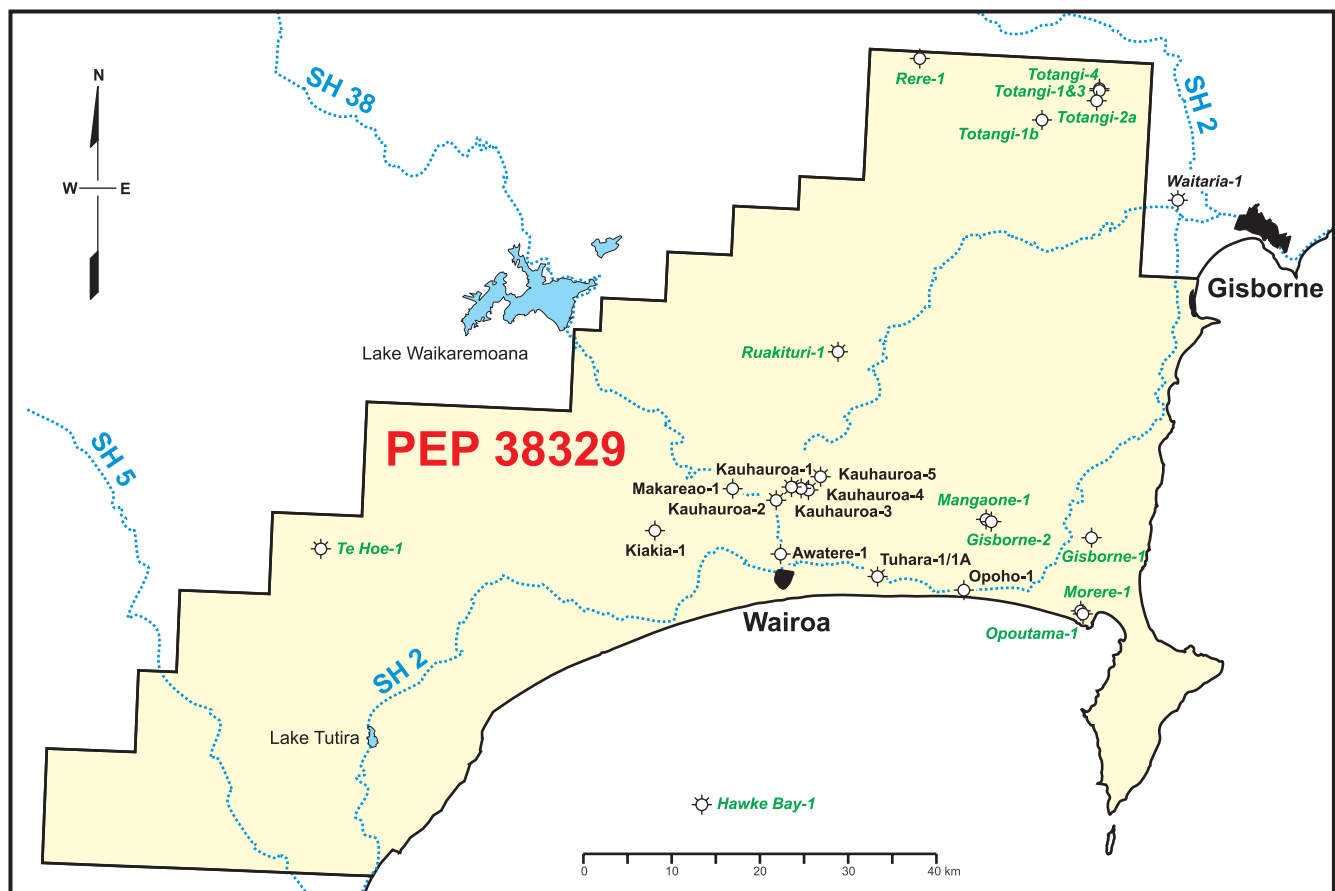 Rere-1
Totangi-4
Totangi-1&3
Totangi-2a
Totangi-1b
N
W
E
SH 38
SH 2
Waitaria-1
Gisborne
Lake Waikaremoana
Ruakituri-1
PEP 38329
SH 5
Kauhauroa-1
Kauhauroa-5
Makareao-1
Kauhauroa-4
Kauhauroa-2
Kauhauroa-3
Mangaone-1
Gisborne-2
Kiakia-1
Te Hoe-1
Gisborne-1
Awatere-1
Tuhara-1/1A
Opoho-1
Morere-1
Wairoa
Opoutama-1
SH 2
Lake Tutira
Hawke Bay-1
0 10 20 30 40 km